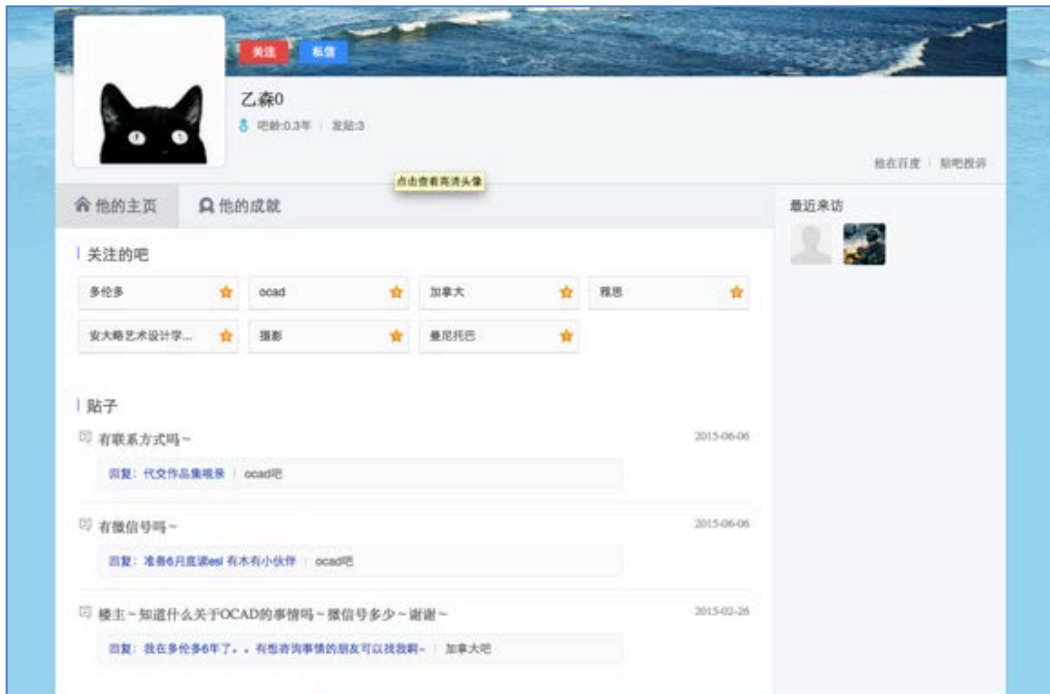 关注 私信
乙森0
吧龄:0.3年 发贴:3
他在百度 贴吧投诉
点击查看高清头像
他的主页 他的成就
最近来访
关注的吧
多伦多 ocad 加拿大 雅思
安大略艺术设计学... 摄影 曼尼托巴
贴子
有联系方式吗~ 2015-06-06
回复：代交作品集哦亲 ocad吧
有微信号吗~ 2015-06-06
回复：准备6月底读esl 有木有小伙伴 ocad吧
楼主~知道什么关于OCAD的事情吗~微信号多少~谢谢~ 2015-02-26
回复：我在多伦多6年了。。有想咨询事情的朋友可以找我啊~ 加拿大吧